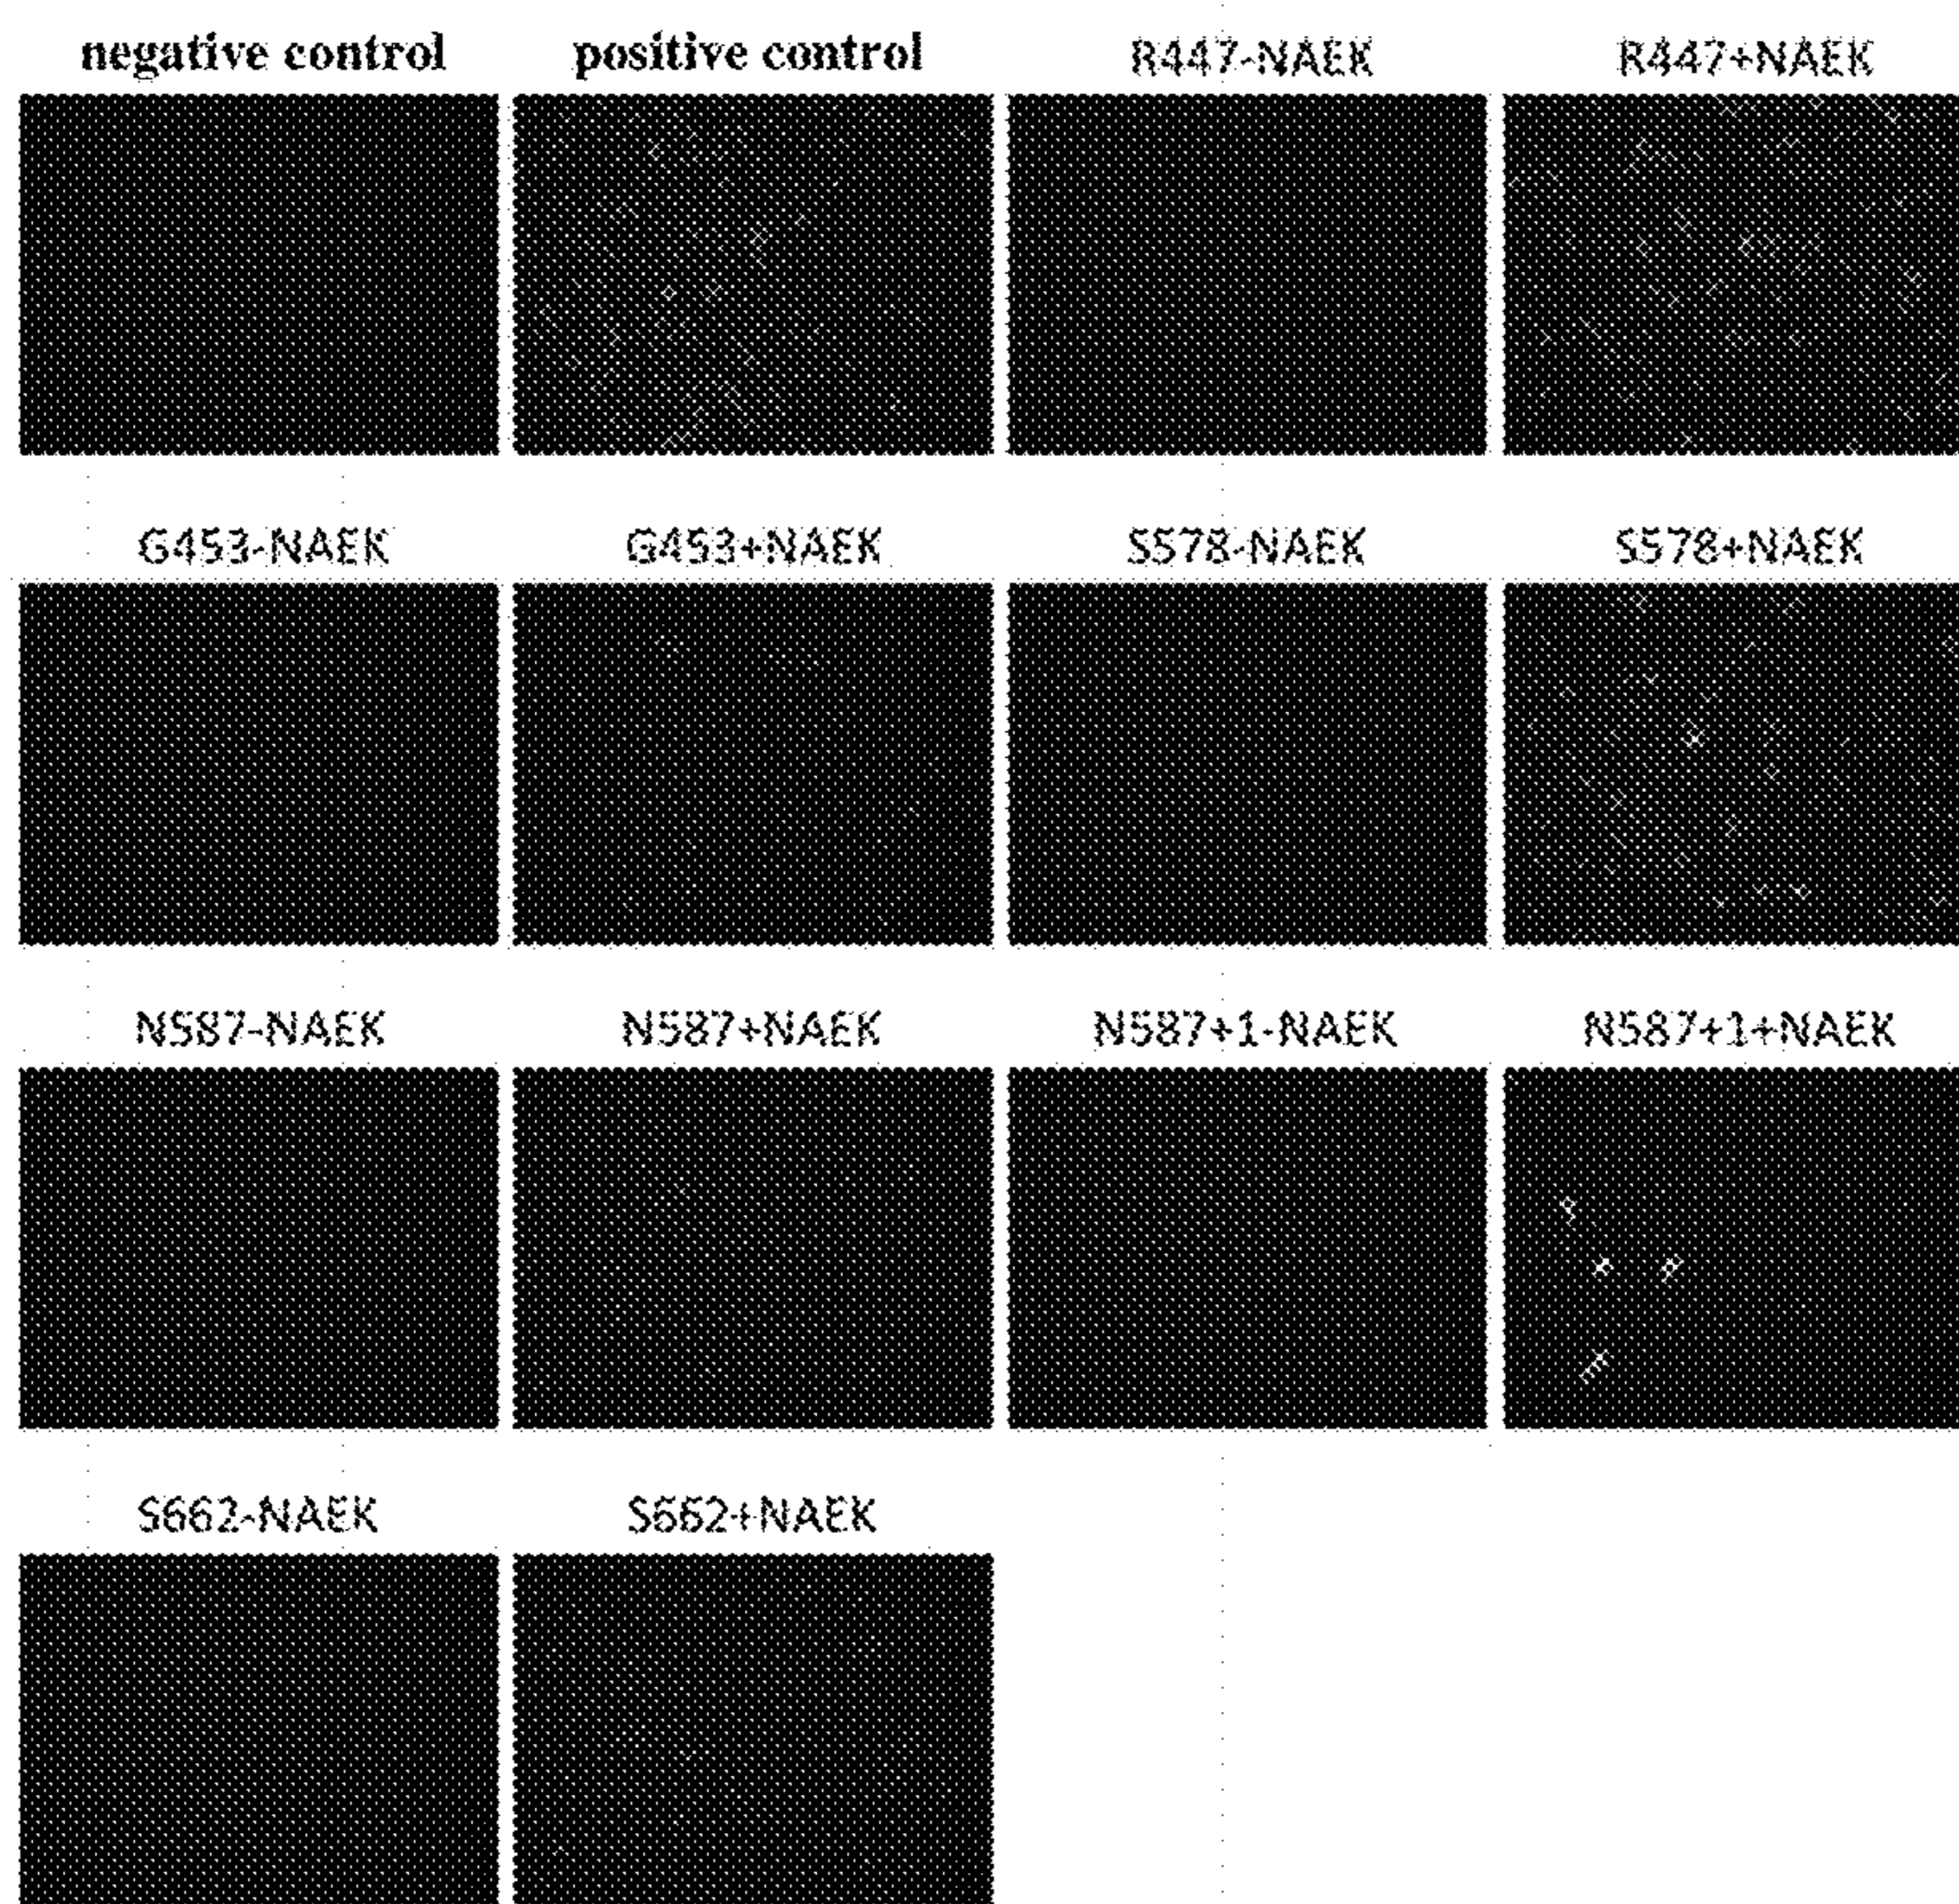 negative control positive control R447-NAEK R447+NAEK
G453-NAEK G453+NAEK S578-NAEK S578+NAEK
N587-NAEK N587+NAEK N587+1-NAEK N587+1+NAEK
S662-NAEK S662+NAEK